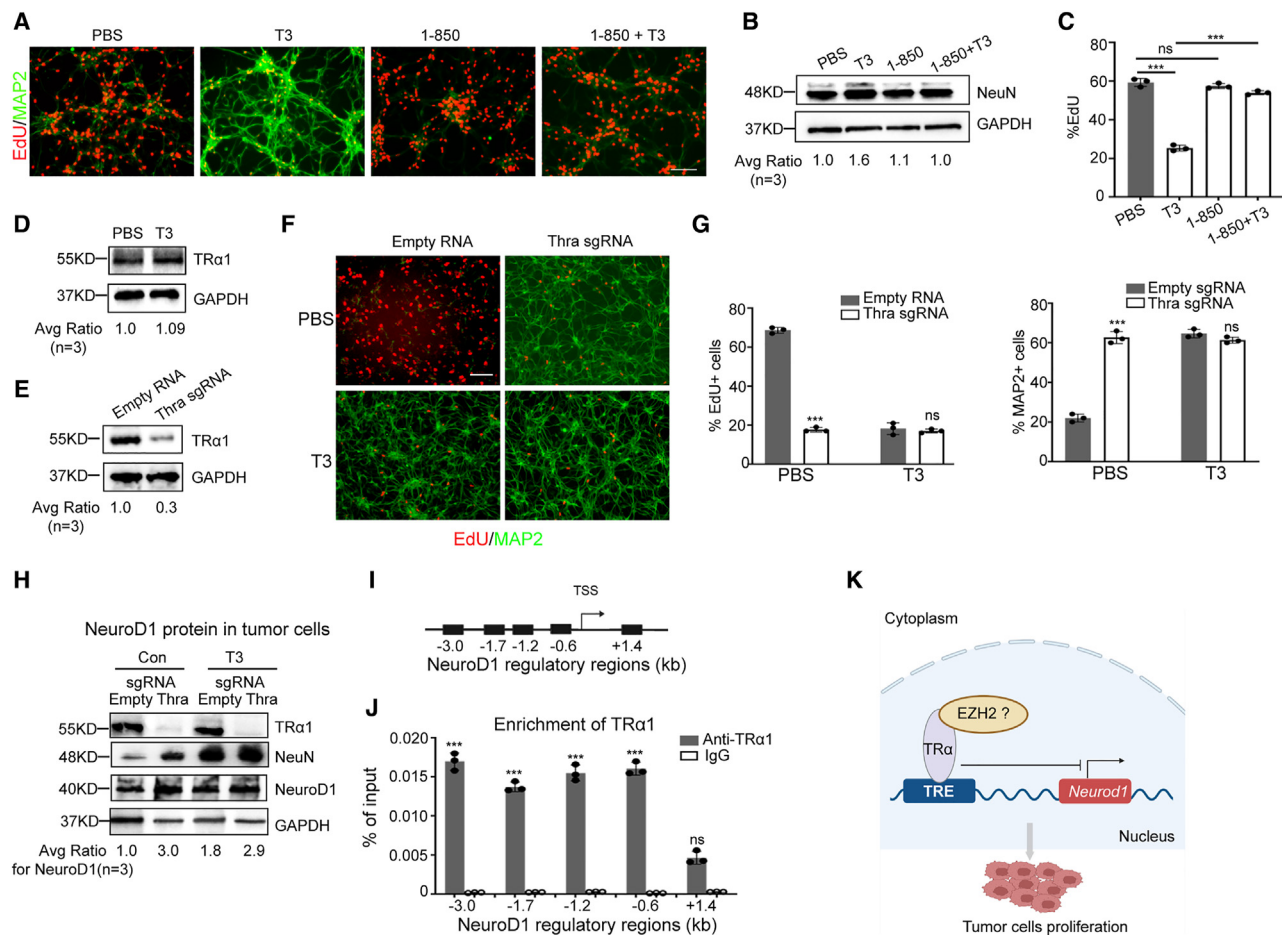 A
PBS
T3
1-850
1-850 + T3
EdU/MAP2
B
PBS
T3
1-850
1-850+T3
48KD
NeuN
37KD
GAPDH
Avg Ratio 1.0 1.6 1.1 1.0
(n=3)
C
***
ns
***
80
60
40
20
0
%EdU
PBS
T3
1-850
1-850+T3
D
PBS T3
55KD
TRα1
37KD
GAPDH
Avg Ratio 1.0 1.09
(n=3)
E
Empty RNA
Thra sgRNA
55KD
TRα1
37KD
GAPDH
Avg Ratio 1.0 0.3
(n=3)
F
Empty RNA
Thra sgRNA
PBS
T3
EdU/MAP2
G
Empty RNA
Thra sgRNA
80
60
40
20
0
% EdU+ cells
***
ns
PBS
T3
Empty sgRNA
Thra sgRNA
80
60
40
20
0
% MAP2+ cells
***
ns
PBS
T3
H
NeuroD1 protein in tumor cells
Con
T3
sgRNA
sgRNA
Empty Thra
Empty Thra
55KD
TRα1
48KD
NeuN
40KD
NeuroD1
37KD
GAPDH
Avg Ratio 1.0 3.0 1.8 2.9
for NeuroD1(n=3)
I
TSS
-3.0 -1.7 -1.2 -0.6 +1.4
NeuroD1 regulatory regions (kb)
J
Enrichment of TRα1
Anti-TRα1
IgG
0.020
0.015
0.010
0.005
0.000
% of input
***
***
***
***
ns
-3.0 -1.7 -1.2 -0.6 +1.4
NeuroD1 regulatory regions (kb)
K
Cytoplasm
EZH2 ?
TRα
TRE
Neurod1
Nucleus
Tumor cells proliferation